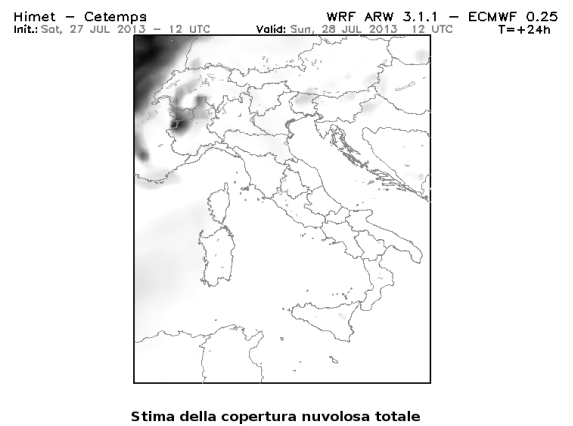 Himet – Cetemps WRF ARW 3.1.1 – ECMWF 0.25
Init.: Sat, 27 JUL 2013 – 12 UTC Valid: Sun, 28 JUL 2013 12 UTC T=+24h
Stima della copertura nuvolosa totale